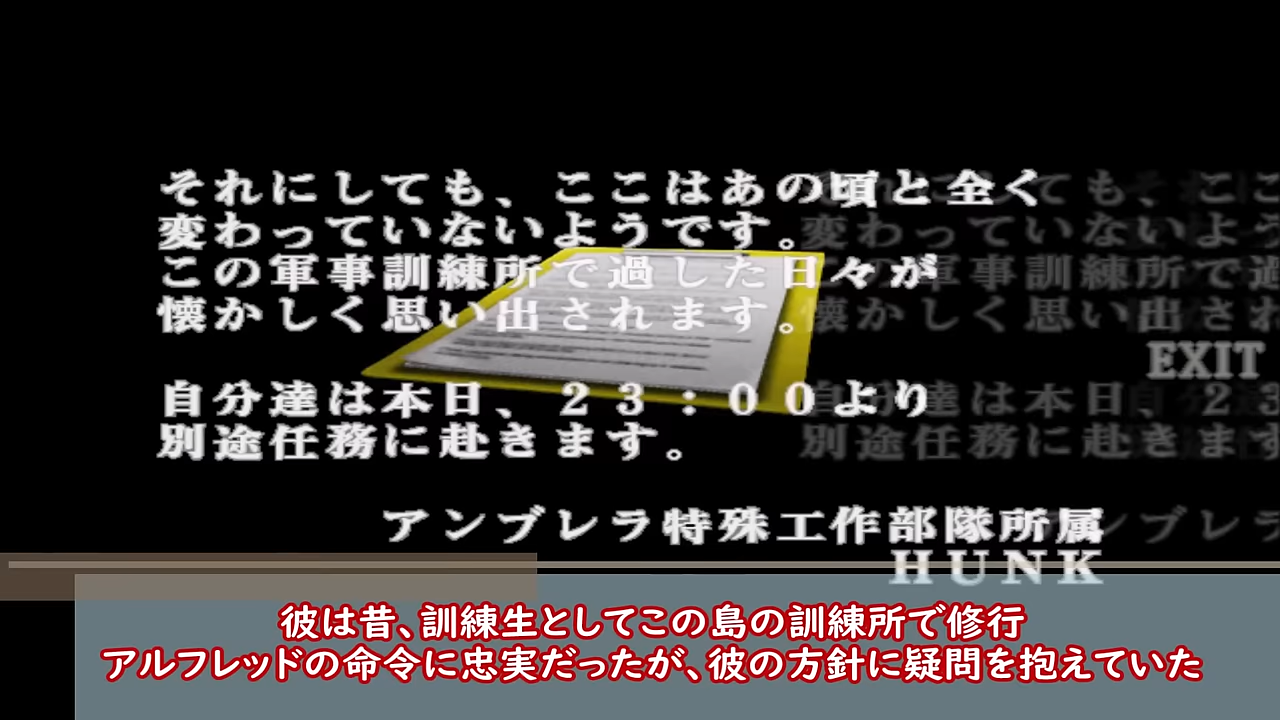 それにしても、ここはあの頃と全く
変わっていないようです。
この軍事訓練所で過した日々が
懐かしく思い出されます。
EXIT
自分達は本日、２３：００より
別途任務に赴きます。
アンブレラ特殊工作部隊所属
ＨＵＮＫ
彼は昔、訓練生としてこの島の訓練所で修行
アルフレッドの命令に忠実だったが、彼の方針に疑問を抱えていた